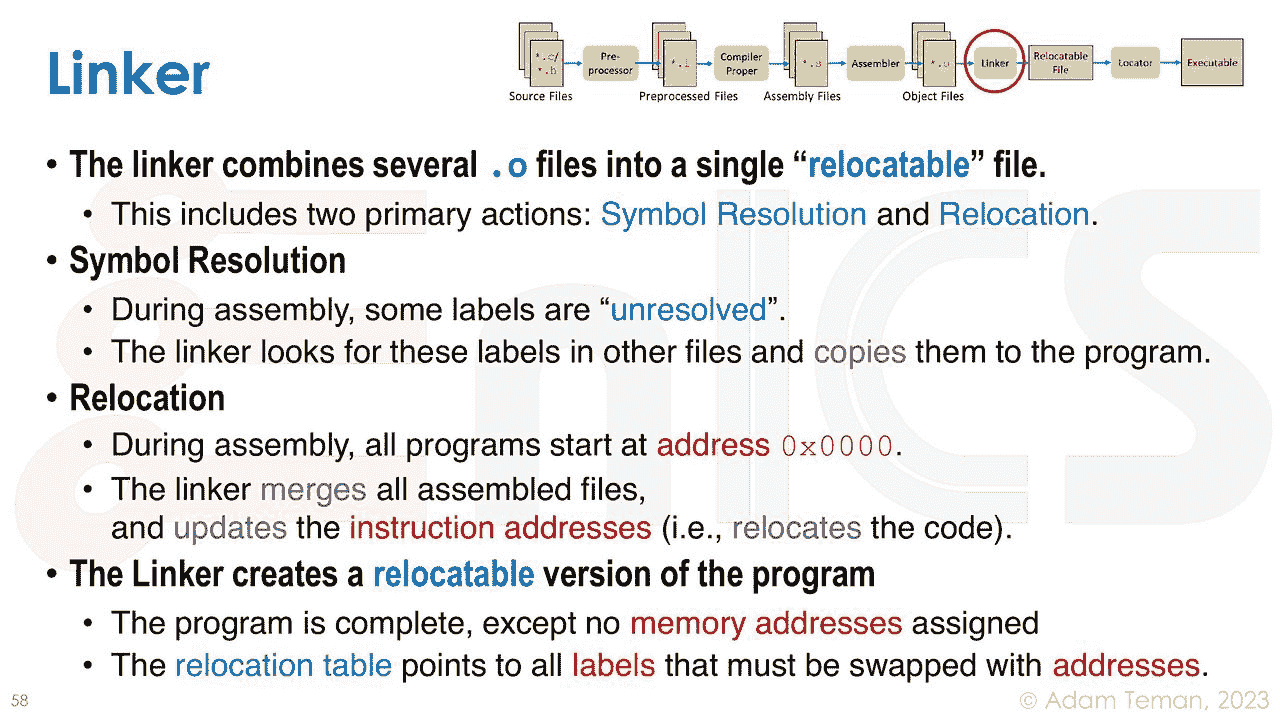 Linker
*.c/
*.h
Pre-
processor
*.i
Compiler
Proper
*.s
Assembler
*.o
Linker
Relocatable
File
Locator
Executable
Source Files
Preprocessed Files
Assembly Files
Object Files
• The linker combines several .o files into a single “relocatable” file.
• This includes two primary actions: Symbol Resolution and Relocation.
• Symbol Resolution
• During assembly, some labels are “unresolved”.
• The linker looks for these labels in other files and copies them to the program.
• Relocation
• During assembly, all programs start at address 0x0000.
• The linker merges all assembled files,
and updates the instruction addresses (i.e., relocates the code).
• The Linker creates a relocatable version of the program
• The program is complete, except no memory addresses assigned
• The relocation table points to all labels that must be swapped with addresses.
58
© Adam Teman, 2023
EnICS